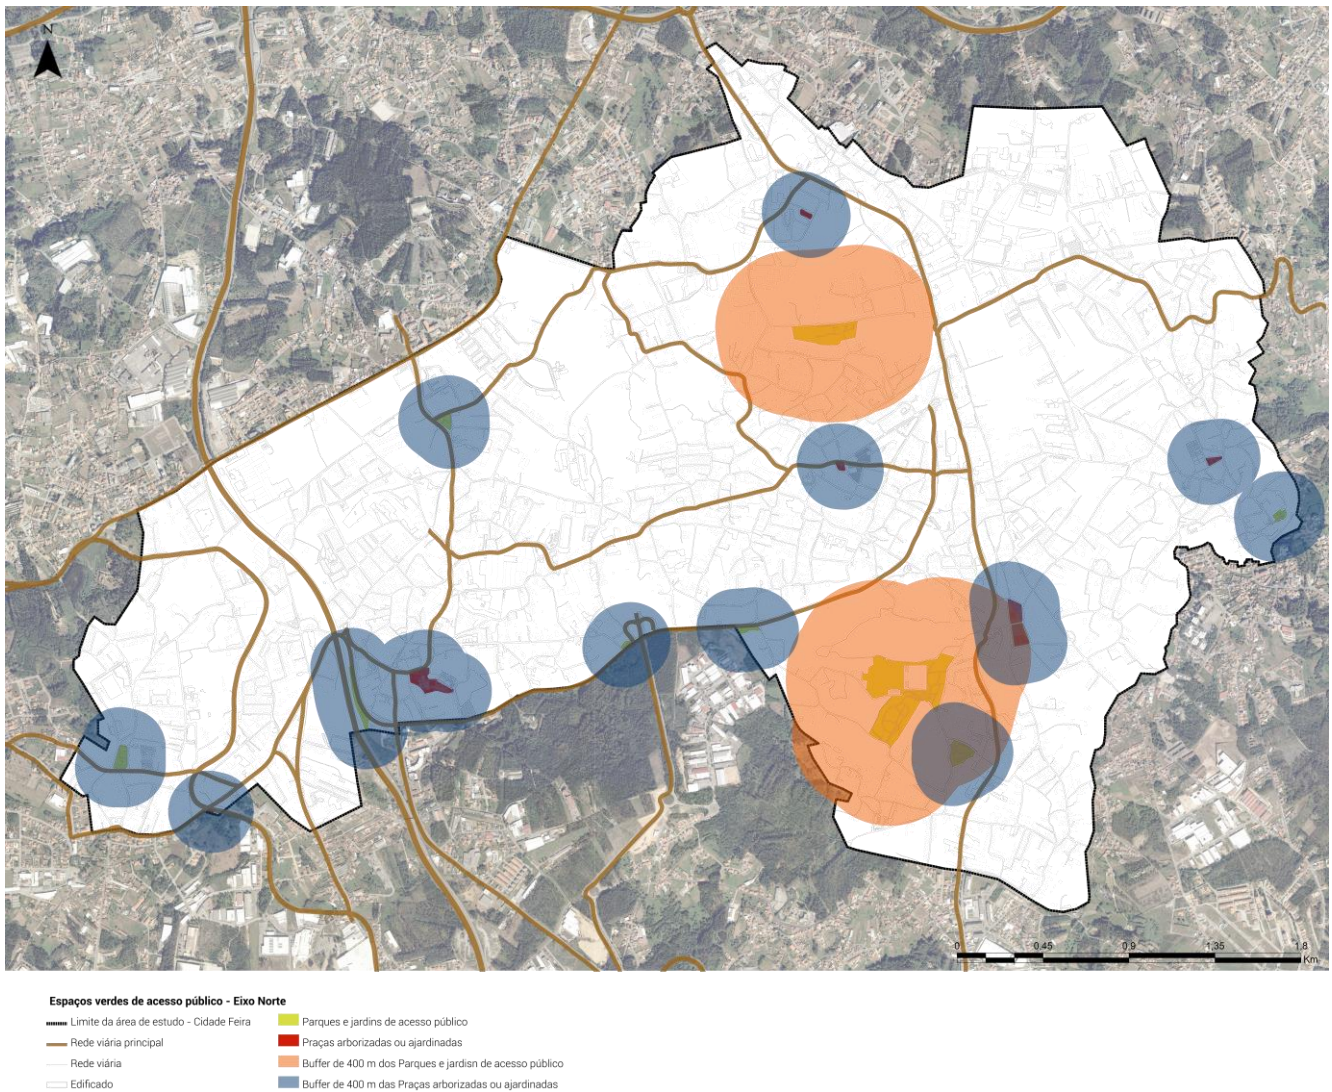 N
0 0.45 0.9 1.35 1.8
Km
Espaços verdes de acesso público - Eixo Norte
Limite da área de estudo - Cidade Feira
Rede viária principal
Rede viária
Edificado
Parques e jardins de acesso público
Praças arborizadas ou ajardinadas
Buffer de 400 m dos Parques e jardisn de acesso público
Buffer de 400 m das Praças arborizadas ou ajardinadas